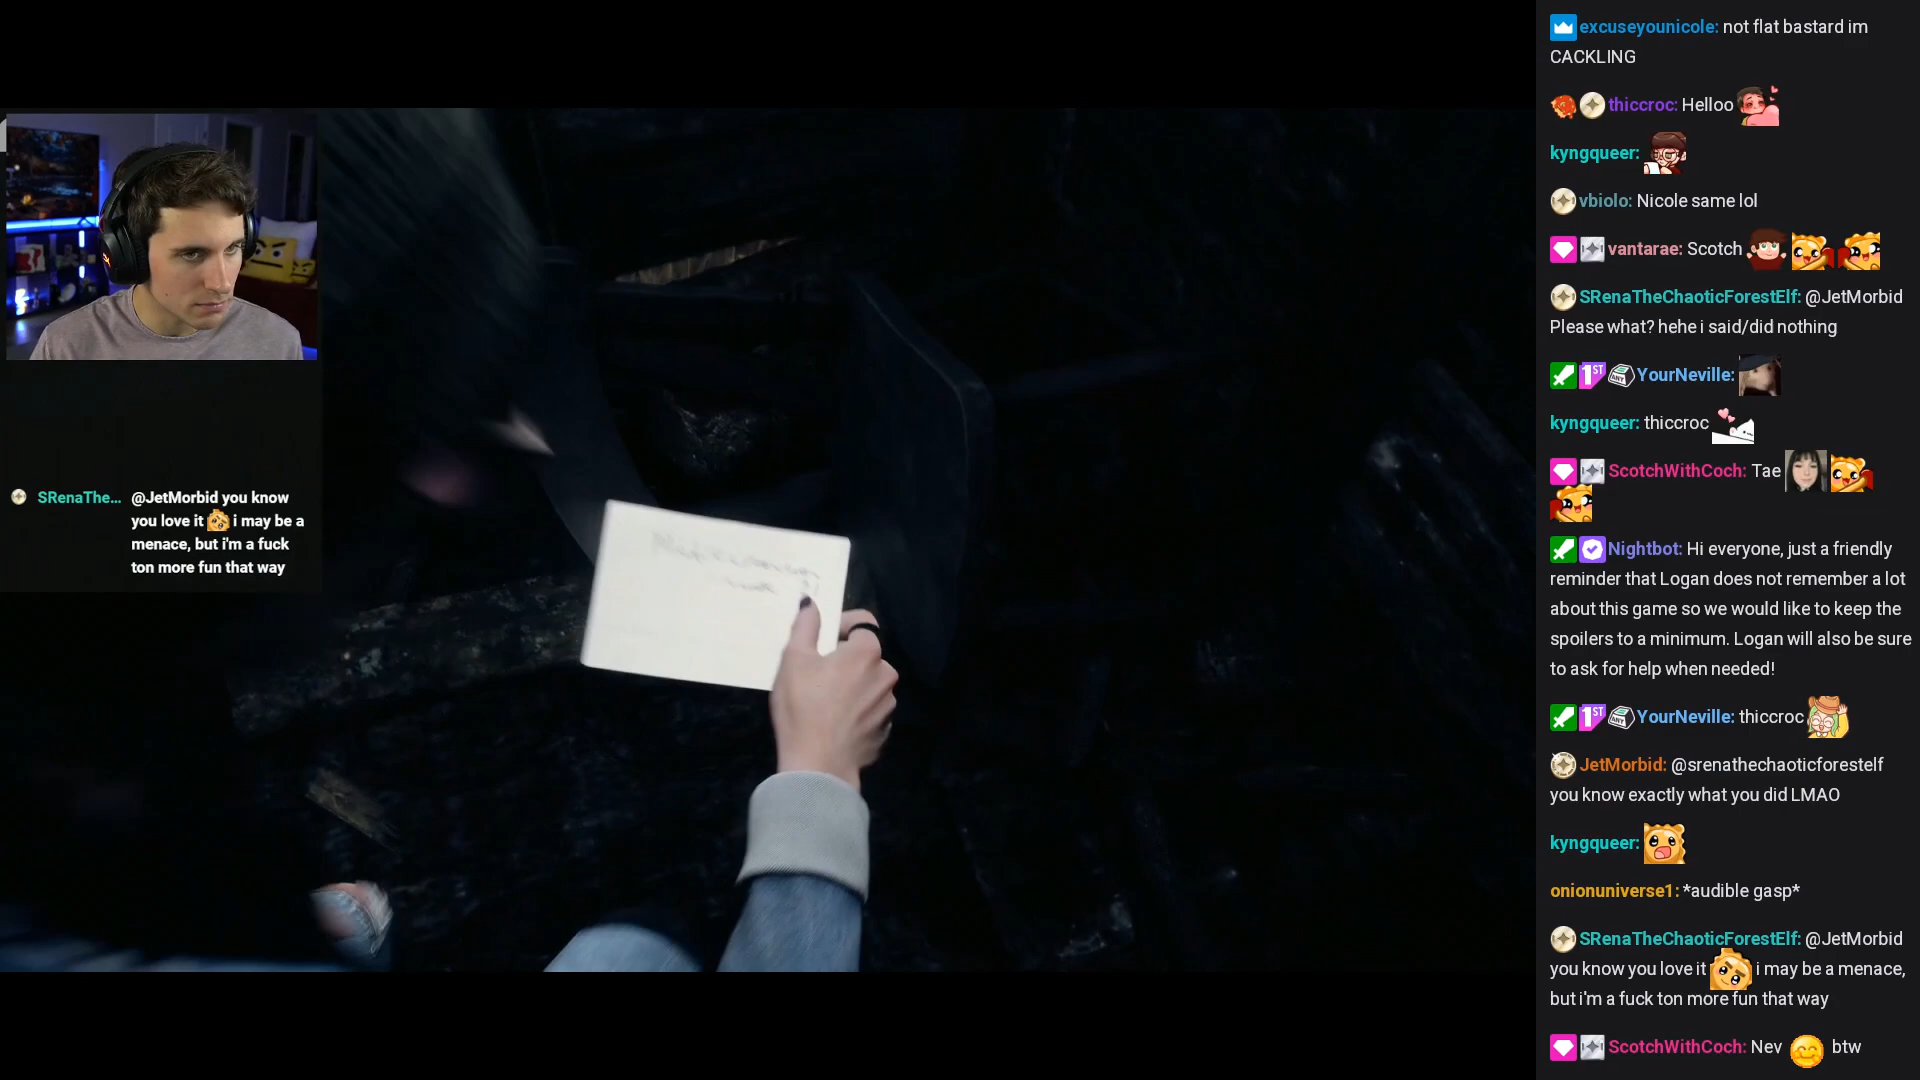 excuseyounicole: not flat bastard im
CACKLING
thiccroc: Helloo
kyngqueer:
vbiolo: Nicole same lol
vantarae: Scotch
SRenaTheChaoticForestElf: @JetMorbid
Please what? hehe i said/did nothing
1ST ANY YourNeville:
kyngqueer: thiccroc
ScotchWithCoch: Tae
Nightbot: Hi everyone, just a friendly
reminder that Logan does not remember a lot
about this game so we would like to keep the
spoilers to a minimum. Logan will also be sure
to ask for help when needed!
1ST ANY YourNeville: thiccroc
JetMorbid: @srenathechaoticforestelf
you know exactly what you did LMAO
kyngqueer:
onionuniverse1: *audible gasp*
SRenaTheChaoticForestElf: @JetMorbid
you know you love it i may be a menace,
but i'm a fuck ton more fun that way
ScotchWithCoch: Nev btw
SRenaThe... @JetMorbid you know
you love it i may be a
menace, but i'm a fuck
ton more fun that way